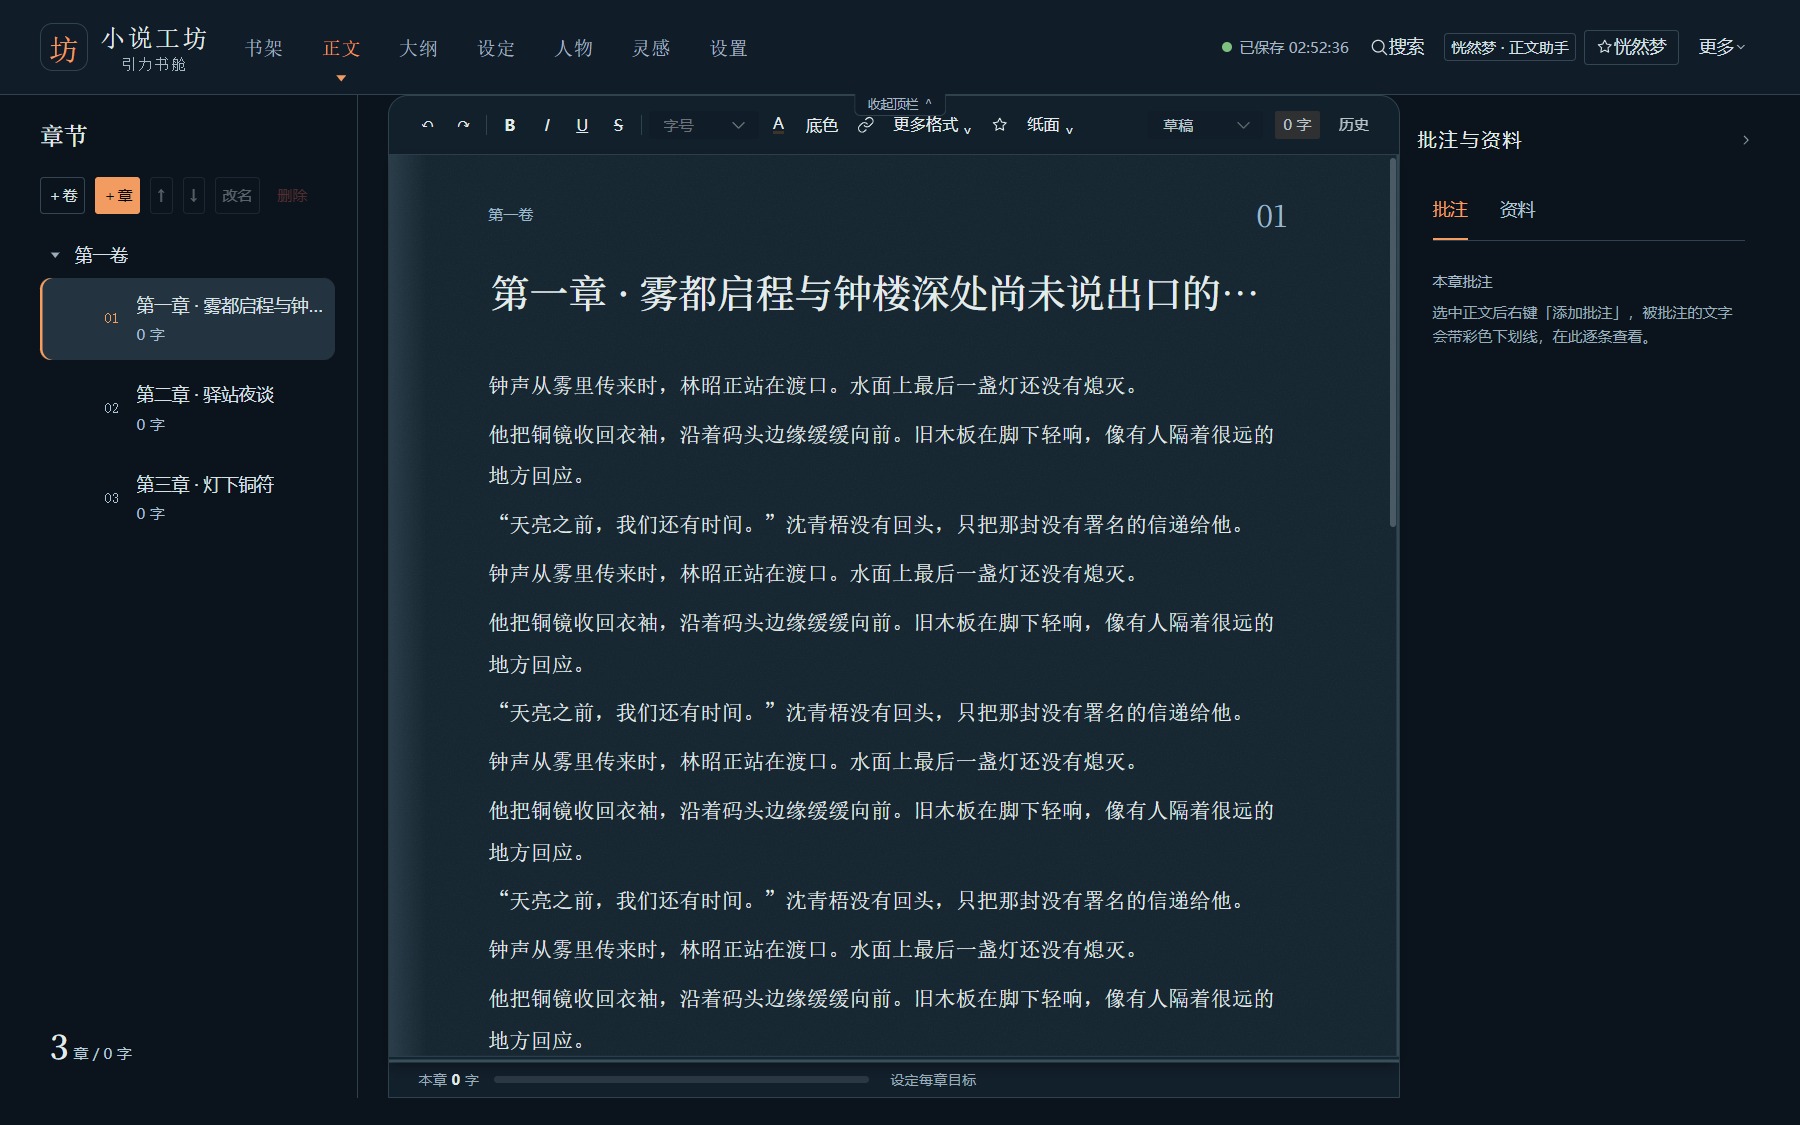 坊
小说工坊
引力书舱
书架
正文
大纲
设定
人物
灵感
设置
已保存 02:52:36
搜索
恍然梦 · 正文助手
恍然梦
更多
章节
+ 卷
+ 章
↑
↓
改名
删除
第一卷
01
第一章 · 雾都启程与钟...
0 字
02
第二章 · 驿站夜谈
0 字
03
第三章 · 灯下铜符
0 字
3 章 / 0 字
收起顶栏 ^
B
I
U
S
字号
A
底色
更多格式
纸面
草稿
0 字
历史
第一卷
01
第一章 · 雾都启程与钟楼深处尚未说出口的…
钟声从雾里传来时，林昭正站在渡口。水面上最后一盏灯还没有熄灭。
他把铜镜收回衣袖，沿着码头边缘缓缓向前。旧木板在脚下轻响，像有人隔着很远的
地方回应。
“天亮之前，我们还有时间。”沈青梧没有回头，只把那封没有署名的信递给他。
钟声从雾里传来时，林昭正站在渡口。水面上最后一盏灯还没有熄灭。
他把铜镜收回衣袖，沿着码头边缘缓缓向前。旧木板在脚下轻响，像有人隔着很远的
地方回应。
“天亮之前，我们还有时间。”沈青梧没有回头，只把那封没有署名的信递给他。
钟声从雾里传来时，林昭正站在渡口。水面上最后一盏灯还没有熄灭。
他把铜镜收回衣袖，沿着码头边缘缓缓向前。旧木板在脚下轻响，像有人隔着很远的
地方回应。
“天亮之前，我们还有时间。”沈青梧没有回头，只把那封没有署名的信递给他。
钟声从雾里传来时，林昭正站在渡口。水面上最后一盏灯还没有熄灭。
他把铜镜收回衣袖，沿着码头边缘缓缓向前。旧木板在脚下轻响，像有人隔着很远的
地方回应。
本章 0 字
设定每章目标
批注与资料
批注
资料
本章批注
选中正文后右键「添加批注」，被批注的文字
会带彩色下划线，在此逐条查看。